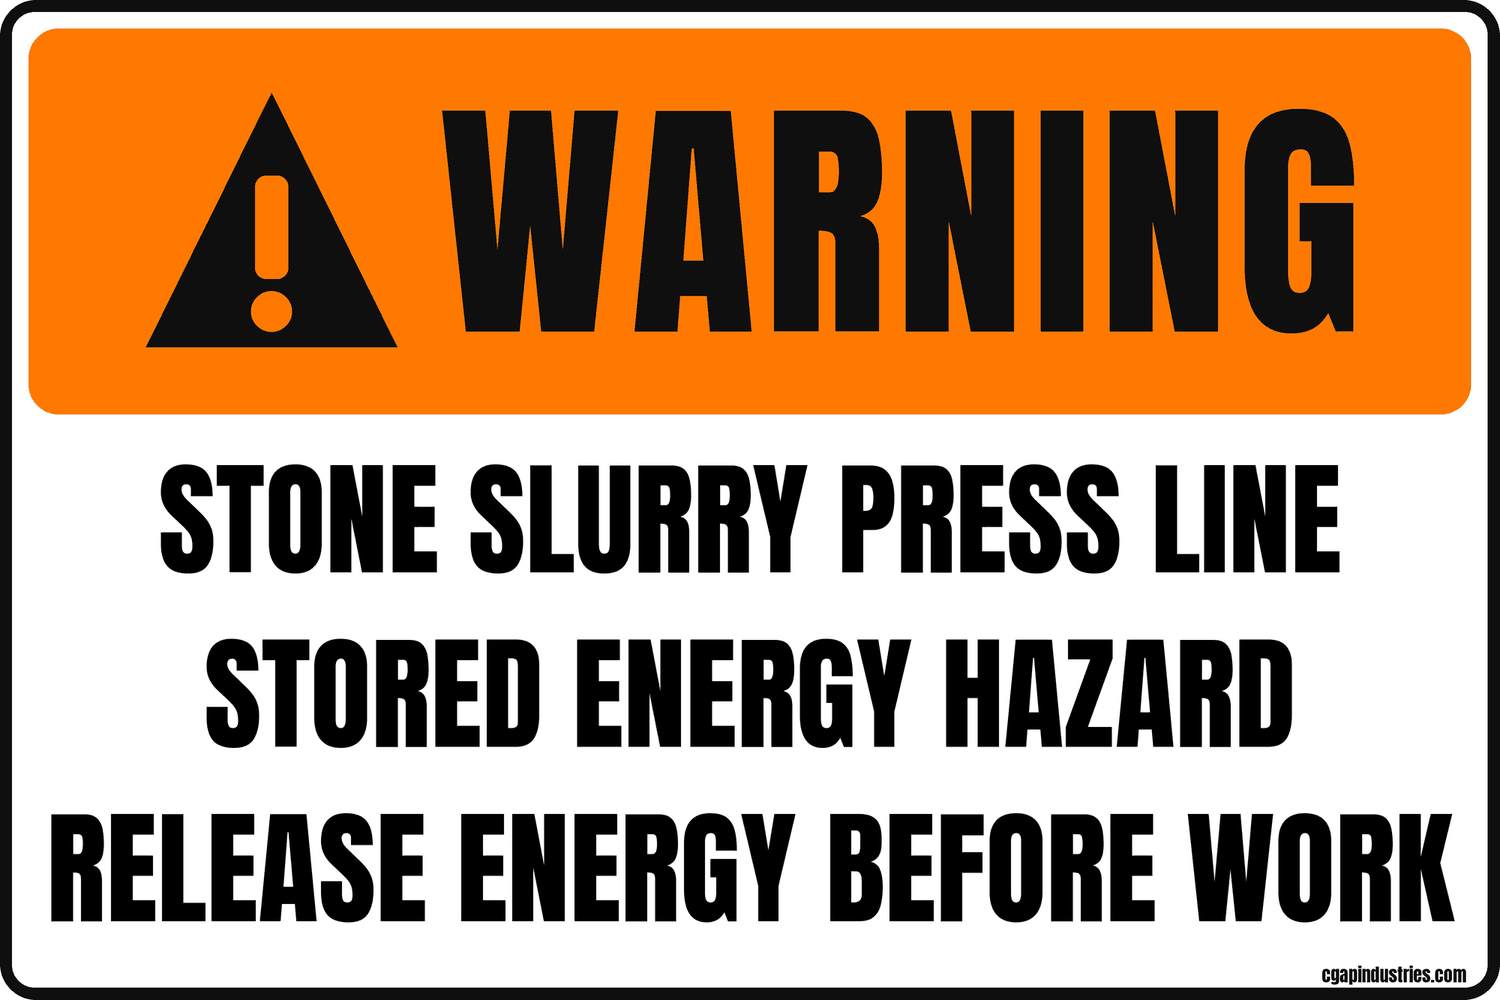 WARNING
STONE SLURRY PRESS LINE
STORED ENERGY HAZARD
RELEASE ENERGY BEFORE WORK
cgapindustries.com